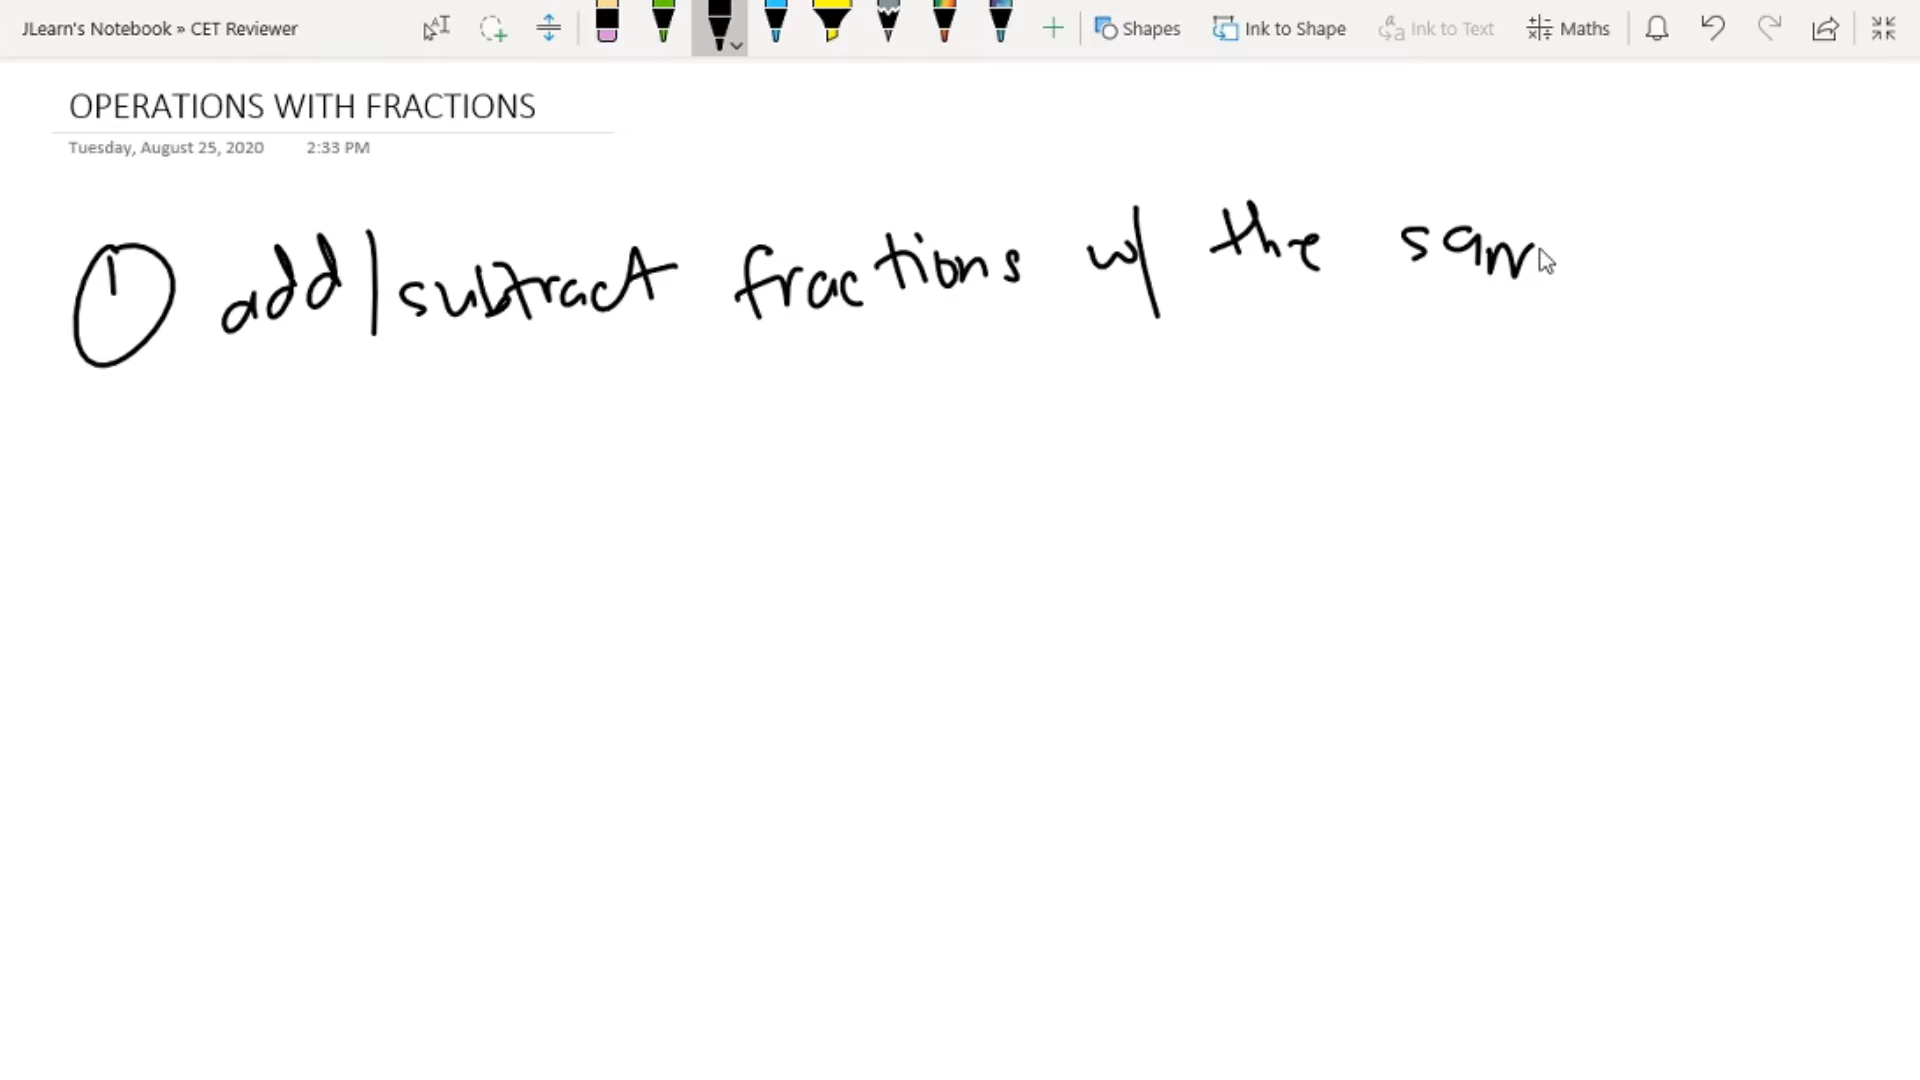 JLearn's Notebook » CET Reviewer
Shapes
Ink to Shape
Ink to Text
Maths
OPERATIONS WITH FRACTIONS
Tuesday, August 25, 2020 2:33 PM
① add/subtract fractions w/ the sam